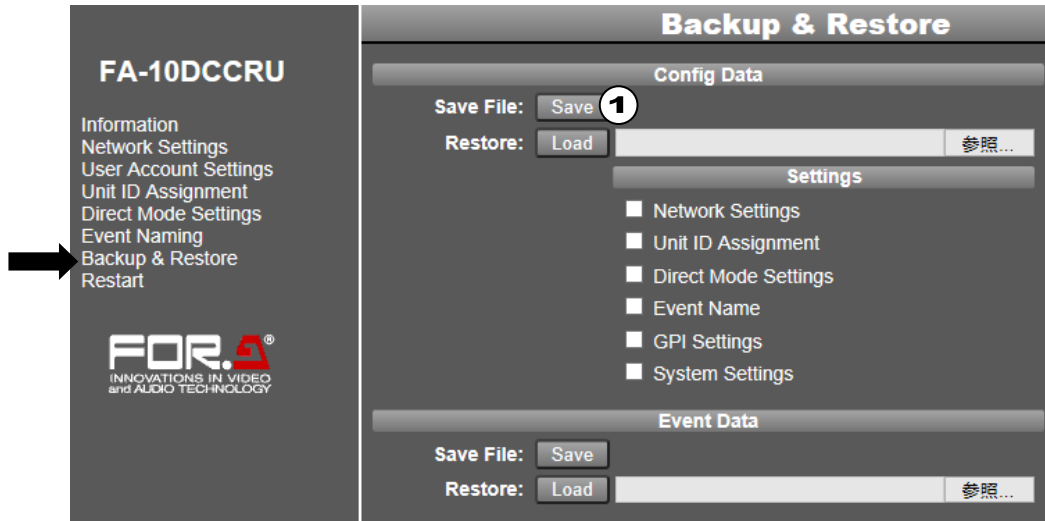 FA-10DCCRU
Information
Network Settings
User Account Settings
Unit ID Assignment
Direct Mode Settings
Event Naming
Backup & Restore
Restart
FOR.A®
INNOVATIONS IN VIDEO
and AUDIO TECHNOLOGY
Backup & Restore
Config Data
Save File: Save 1
Restore: Load 参照...
Settings
Network Settings
Unit ID Assignment
Direct Mode Settings
Event Name
GPI Settings
System Settings
Event Data
Save File: Save
Restore: Load 参照...